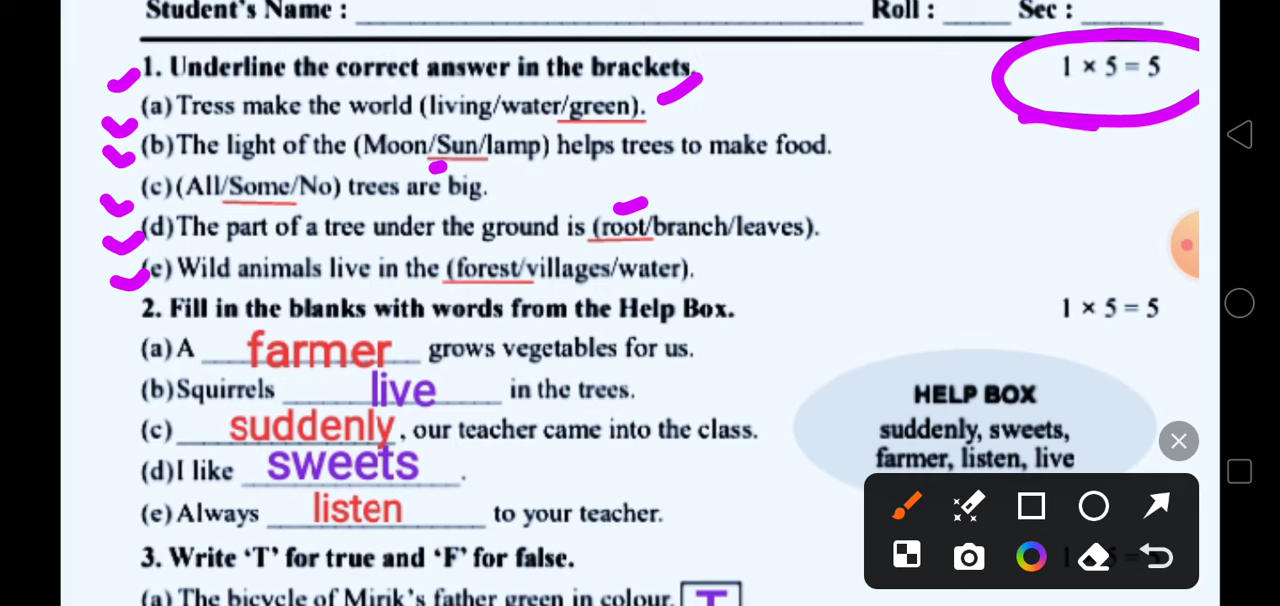 Student's Name : ____________ Roll : _____ Sec : ______
1. Underline the correct answer in the brackets. 1 × 5 = 5
(a) Tress make the world (living/water/green).
(b) The light of the (Moon/Sun/lamp) helps trees to make food.
(c) (All/Some/No) trees are big.
(d) The part of a tree under the ground is (root/branch/leaves).
(e) Wild animals live in the (forest/villages/water).
2. Fill in the blanks with words from the Help Box. 1 × 5 = 5
(a) A farmer grows vegetables for us.
(b) Squirrels live in the trees.
(c) suddenly, our teacher came into the class.
(d) I like sweets.
(e) Always listen to your teacher.
HELP BOX
suddenly, sweets,
farmer, listen, live
3. Write 'T' for true and 'F' for false.
(a) The bicycle of Mirik's father green in colour. T